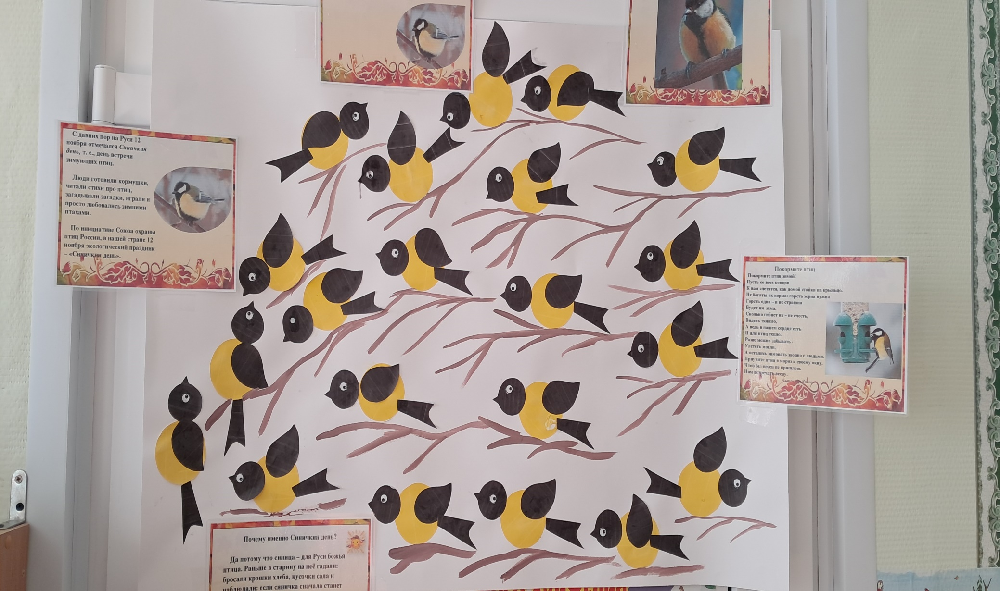 С давних пор на Руси 12
ноября отмечался Синичкин
день, т. е., день встречи
зимующих птиц.
Люди готовили кормушки,
читали стихи про птиц,
загадывали загадки, играли и
просто любовались зимними
птахами.
По инициативе Союза охраны
птиц России, в нашей стране 12
ноября экологический праздник
– «Синичкин день».
Покормите птиц
Покормите птиц зимой!
Пусть со всех концов
К вам слетятся, как домой стайки на крыльцо.
Не богаты их корма: горсть зерна нужна
Горсть одна – и не страшна
Будет им зима.
Сколько гибнет их – не счесть,
Видеть тяжело,
А ведь в нашем сердце есть
И для птиц тепло.
Разве можно забывать -
Улететь могли,
А остались зимовать заодно с людьми.
Приучите птиц в мороз к своему окну,
Чтоб без песен не пришлось
Нам встречать весну.
Почему именно Синичкин день?
Да потому что синица – для Руси божья
птица. Раньше в старину на неё гадали:
бросали крошки хлеба, кусочки сала и
наблюдали: если синичка сначала станет